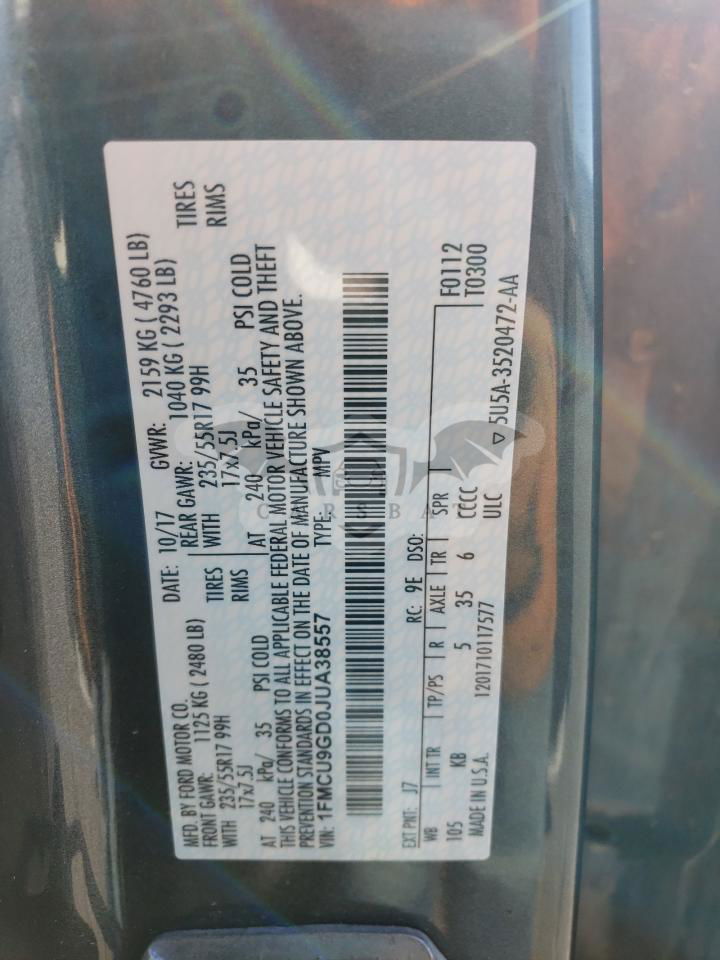 MFD. BY FORD MOTOR CO.
DATE: 10/17
GVWR: 2159 KG ( 4760 LB)
FRONT GAWR: 1125 KG ( 2480 LB)
REAR GAWR: 1040 KG ( 2293 LB)
WITH 235/55R17 99H TIRES
WITH 235/55R17 99H TIRES
17x7.5J RIMS
17x7.5J RIMS
AT 240 kPa/ 35 PSI COLD
AT 240 kPa/ 35 PSI COLD
THIS VEHICLE CONFORMS TO ALL APPLICABLE FEDERAL MOTOR VEHICLE SAFETY AND THEFT
PREVENTION STANDARDS IN EFFECT ON THE DATE OF MANUFACTURE SHOWN ABOVE.
VIN: 1FMCU9GD0JUA38557
TYPE: MPV
EXT PNT: J7 RC: 9E DSO: F0112
T0300
WB INT TR TP/PS R AXLE TR SPR
105 KB 5 35 6 CECC
ULC
MADE IN U.S.A. 1201710117577
▽ 5U5A-3520472-AA
CARSBAT